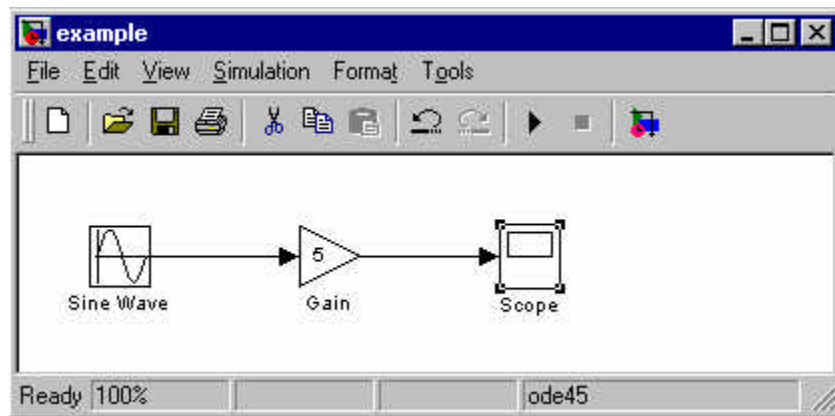 example
File Edit View Simulation Format Tools
5
Sine Wave Gain Scope
Ready 100% ode45